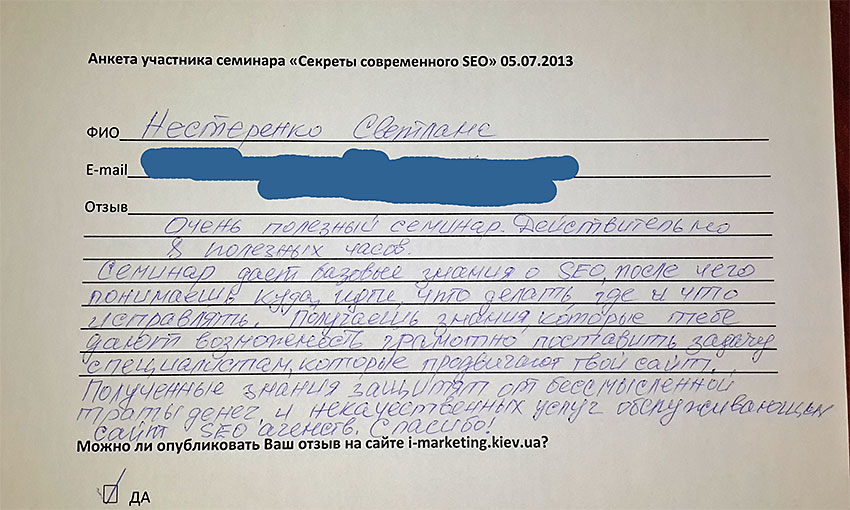 Анкета участника семинара «Секреты современного SEO» 05.07.2013
ФИО Нестеренко Светлана
E-mail
Отзыв
Очень полезный семинар. Действительно
8 полезных часов.
Семинар дает базовые знания о SEO, после чего
понимаешь куда идти, что делать, где и что
исправлять. Получаешь знания, которые тебе
дают возможность грамотно поставить задачу
специалистам, которые продвигают твой сайт.
Полученные знания защитят от бессмысленной
траты денег и некачественных услуг обслуживающих
сайт SEO агенств. Спасибо!
Можно ли опубликовать Ваш отзыв на сайте i-marketing.kiev.ua?
ДА